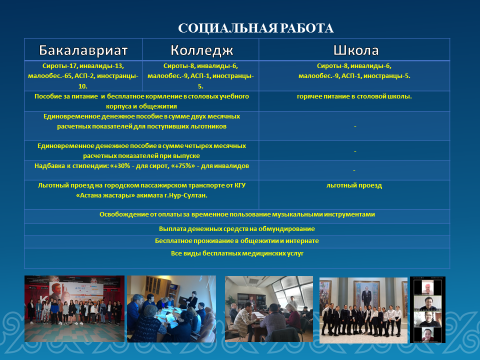 СОЦИАЛЬНАЯ РАБОТА
Бакалавриат
Колледж
Школа
Сироты-17, инвалиды-13,
малообес.-65, АСП-2, иностранцы-
10.
Сироты-8, инвалиды-6,
малообес.-9, АСП-1, иностранцы-
5.
Сироты-8, инвалиды-6,
малообес.-9, АСП-1, иностранцы-5.
Пособие за питание и бесплатное кормление в столовых учебного
корпуса и общежития
горячее питание в столовой школы.
Единовременное денежное пособие в сумме двух месячных
расчетных показателей для поступивших льготников
-
Единовременное денежное пособие в сумме четырех месячных
расчетных показателей при выпуске
-
Надбавка к стипендии: «+30% - для сирот, «+75%» - для инвалидов
-
Льготный проезд на городском пассажирском транспорте от КГУ
«Астана жастары» акимата г.Нур-Султан.
льготный проезд
Освобождение от оплаты за временное пользование музыкальными инструментами
Выплата денежных средств на обмундирование
Бесплатное проживание в общежитии и интернате
Все виды бесплатных медицинских услуг